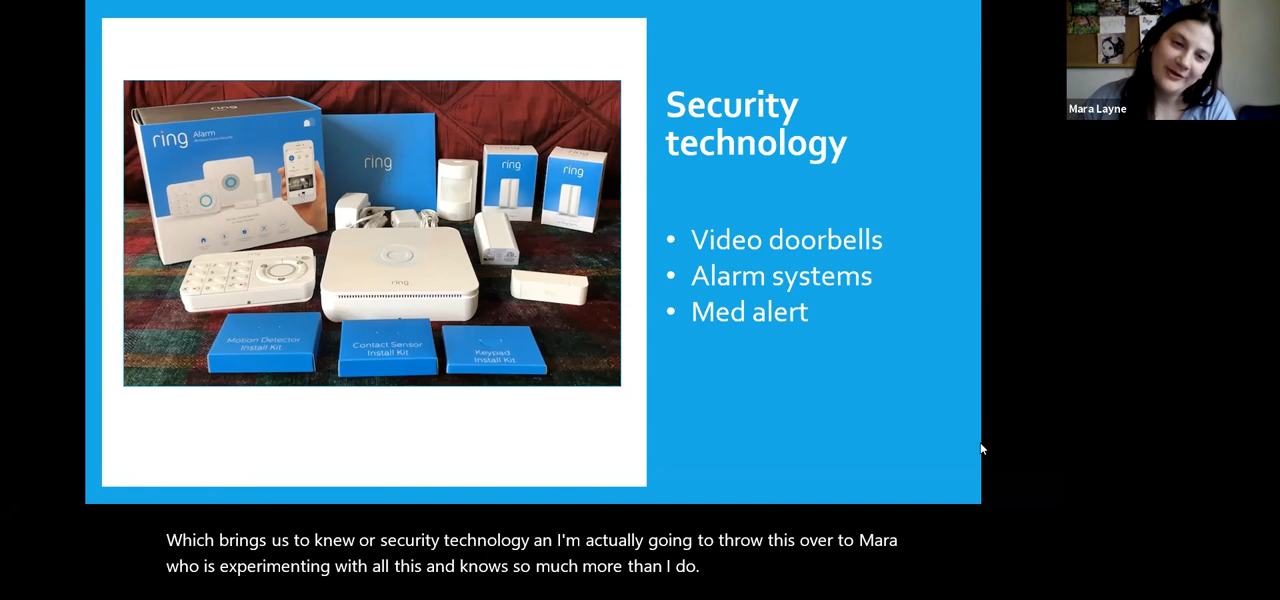 ring Alarm
ring
ring
ring
ring
ring
ring
Motion Detector
Install Kit
Contact Sensor
Install Kit
Keypad
Install Kit
Security
technology
• Video doorbells
• Alarm systems
• Med alert
Mara Layne
Which brings us to knew or security technology an I'm actually going to throw this over to Mara
who is experimenting with all this and knows so much more than I do.